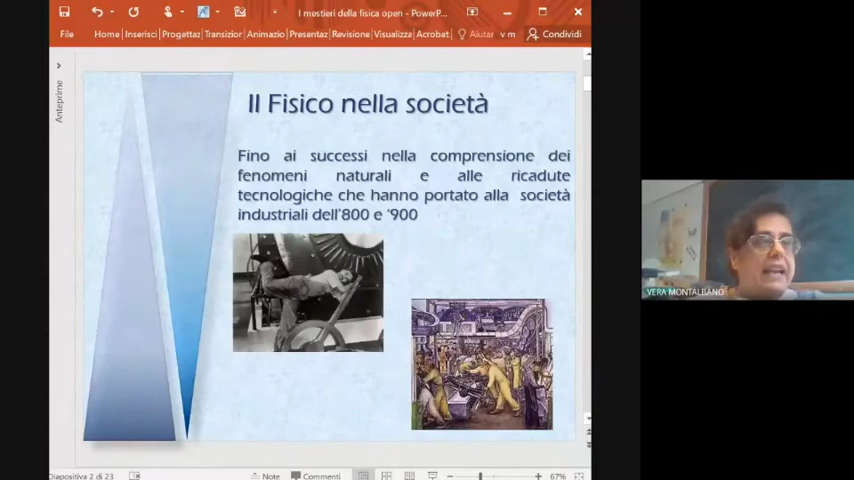 I mestieri della fisica open - PowerP...
File Home Inserisci Progettaz Transizior Animazio Presentaz Revisione Visualizza Acrobat Aiutar v m Condividi
Anteprime
Il Fisico nella società
Fino ai successi nella comprensione dei
fenomeni naturali e alle ricadute
tecnologiche che hanno portato alla società
industriali dell'800 e '900
VERA MONTALBANO
Diapositiva 2 di 23 Note Commenti 67%